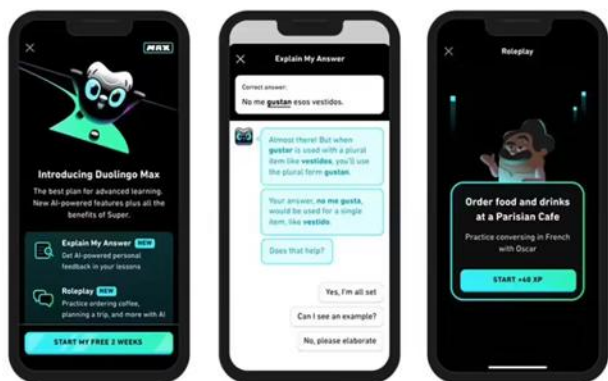 MAX
Introducing Duolingo Max
The best plan for advanced learning.
New AI-powered features plus all the
benefits of Super.
Explain My Answer NEW
Get AI-powered personal
feedback in your lessons
Roleplay NEW
Practice ordering coffee,
planning a trip, and more with AI
START MY FREE 2 WEEKS
Explain My Answer
Correct answer:
No me gustan esos vestidos.
Almost there! But when
gustar is used with a plural
item like vestidos, you'll use
the plural form gustan.
Your answer, no me gusta,
would be used for a single
item, like vestido.
Does that help?
Yes, I'm all set
Can I see an example?
No, please elaborate
Roleplay
Order food and drinks
at a Parisian Cafe
Practice conversing in French
with Oscar
START +40 XP